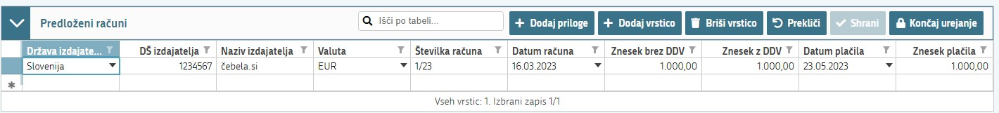 Predloženi računi
Išči po tabeli...
Dodaj priloge
Dodaj vrstico
Briši vrstico
Prekliči
Shrani
Končaj urejanje
Država izdajate... DŠ izdajatelja Naziv izdajatelja Valuta Številka računa Datum računa Znesek brez DDV Znesek z DDV Datum plačila Znesek plačila
Slovenija 1234567 čebela.si EUR 1/23 16.03.2023 1.000,00 1.000,00 23.05.2023 1.000,00
Vseh vrstic: 1. Izbrani zapis 1/1